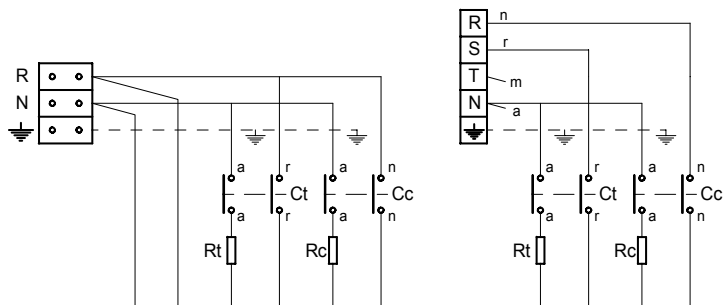 R
N
a r a n
Ct Cc
a r a n
Rt Rc
R n
S r
T m
N a
a r a n
Ct Cc
a r a n
Rt Rc